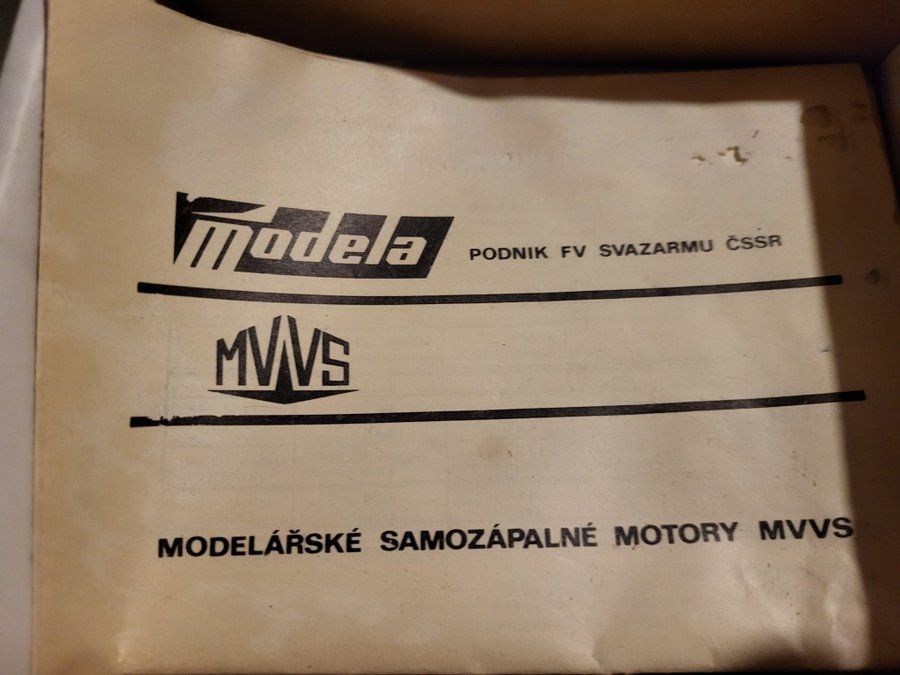 modela PODNIK FV SVAZARMU ČSSR
MVVS
MODELÁŘSKÉ SAMOZÁPALNÉ MOTORY MVVS